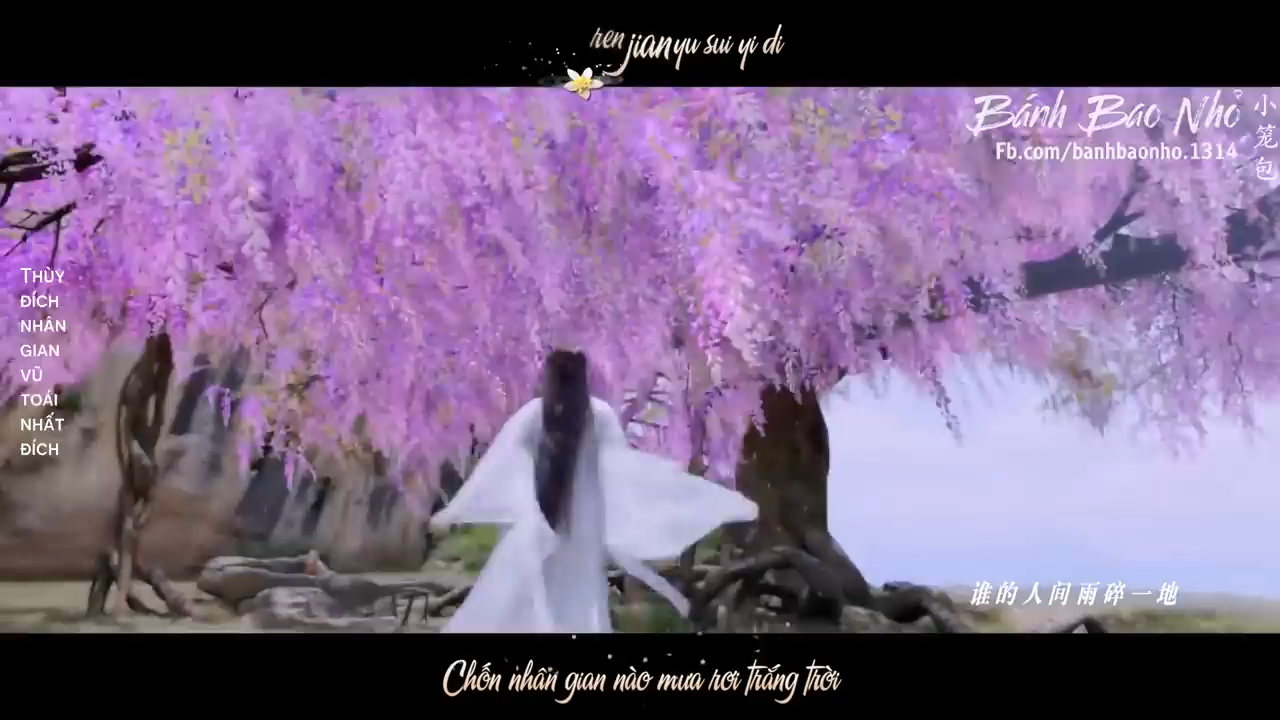 ren jian yu sui yi di
Bánh Bao Nhỏ
小笼包
Fb.com/banhbaonho.1314
THÙY
ĐÍCH
NHÂN
GIAN
VŨ
TOÁI
NHẤT
ĐÍCH
谁的人间雨碎一地
Chốn nhân gian nào mưa rơi trắng trời